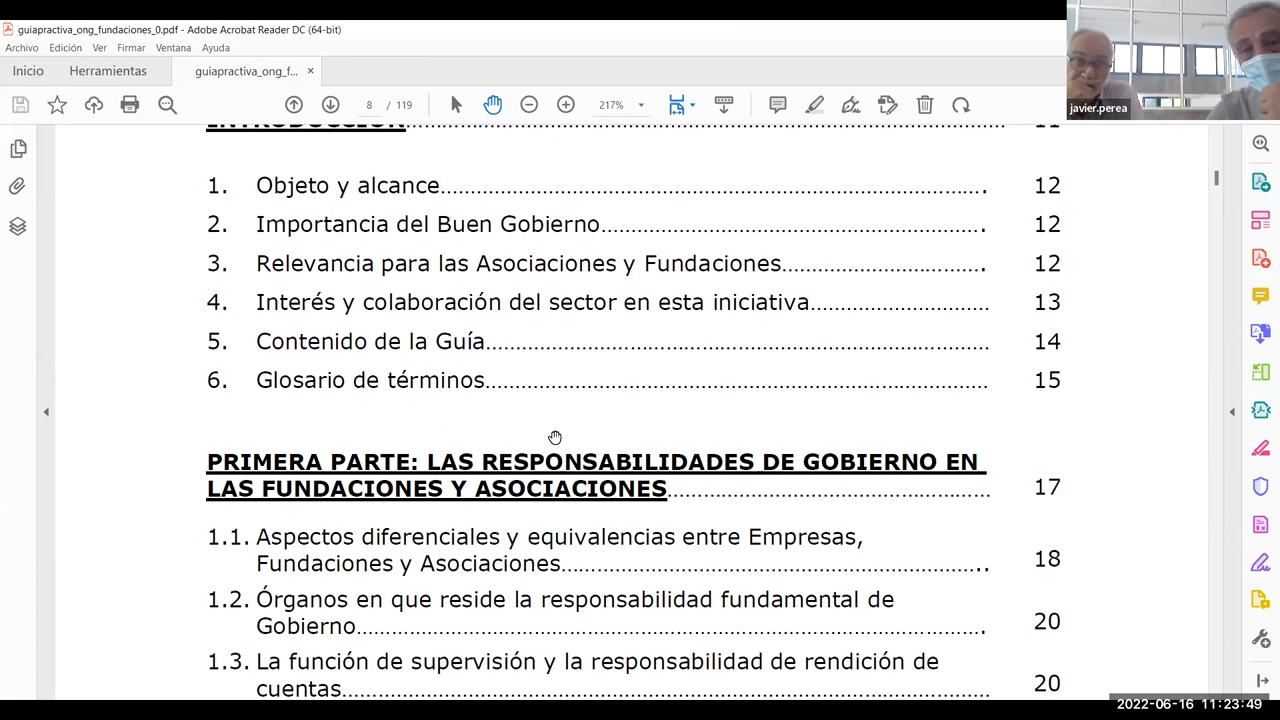 guiapractica_ong_fundaciones_0.pdf - Adobe Acrobat Reader DC (64-bit)
Archivo Edición Ver Firmar Ventana Ayuda
Inicio Herramientas guiapractiva_ong_f... ×
8 / 119 217%
javier.perea
INTRODUCCIÓN 11
1. Objeto y alcance 12
2. Importancia del Buen Gobierno 12
3. Relevancia para las Asociaciones y Fundaciones 12
4. Interés y colaboración del sector en esta iniciativa 13
5. Contenido de la Guía 14
6. Glosario de términos 15
PRIMERA PARTE: LAS RESPONSABILIDADES DE GOBIERNO EN
LAS FUNDACIONES Y ASOCIACIONES 17
1.1. Aspectos diferenciales y equivalencias entre Empresas,
Fundaciones y Asociaciones 18
1.2. Órganos en que reside la responsabilidad fundamental de
Gobierno 20
1.3. La función de supervisión y la responsabilidad de rendición de
cuentas 20
2022-06-16 11:23:49